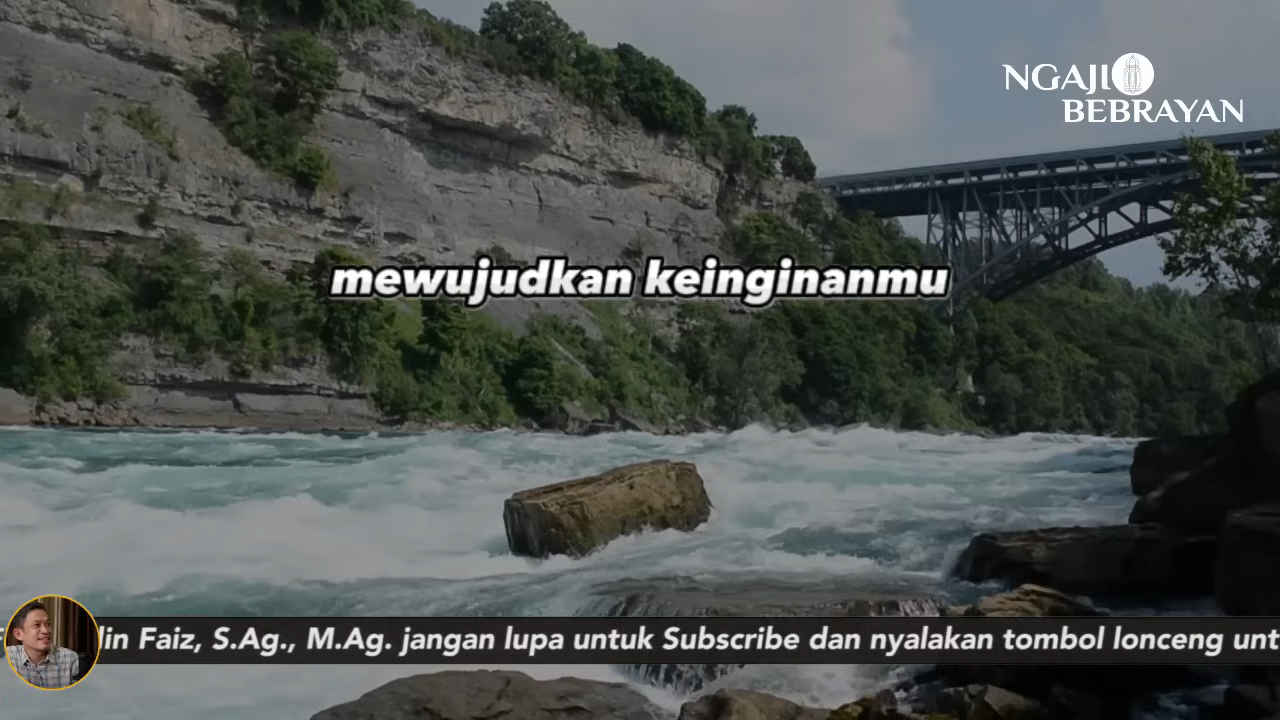 NGAJI
BEBRAYAN
mewujudkan keinginanmu
lin Faiz, S.Ag., M.Ag. jangan lupa untuk Subscribe dan nyalakan tombol lonceng unt